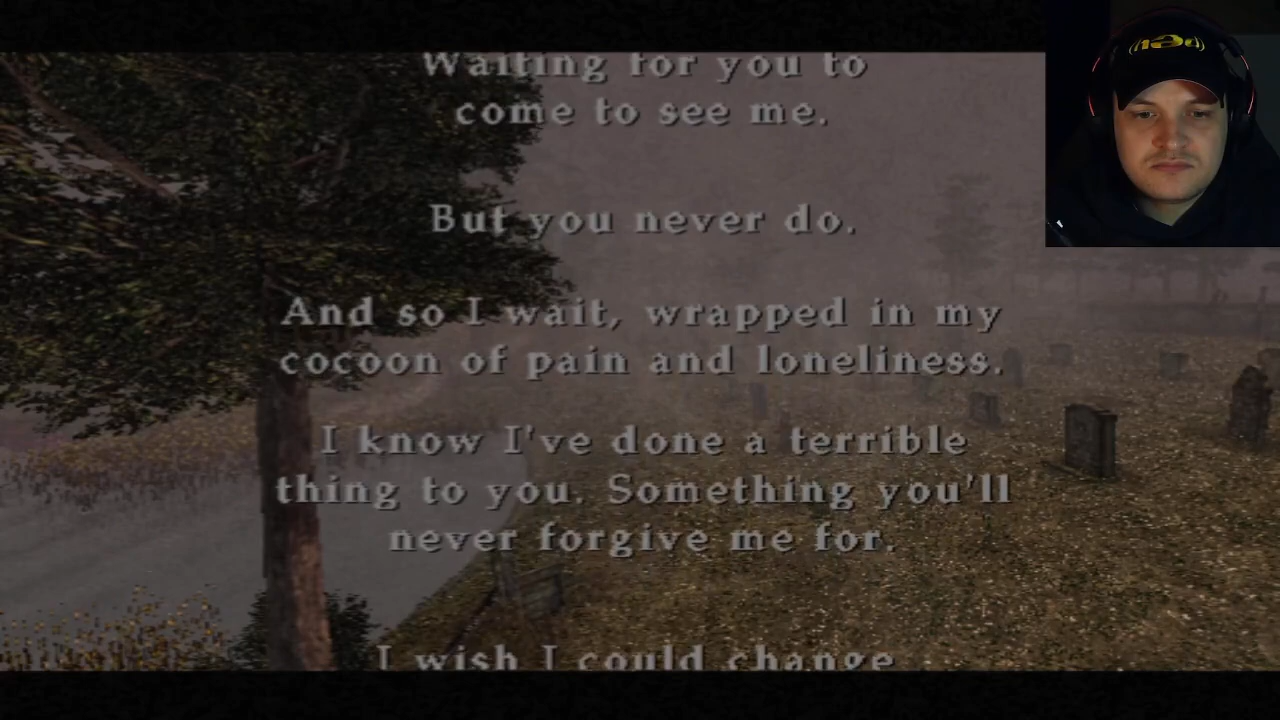 Waiting for you to
come to see me.
But you never do.
And so I wait, wrapped in my
cocoon of pain and loneliness.
I know I've done a terrible
thing to you. Something you'll
never forgive me for.
I wish I could change